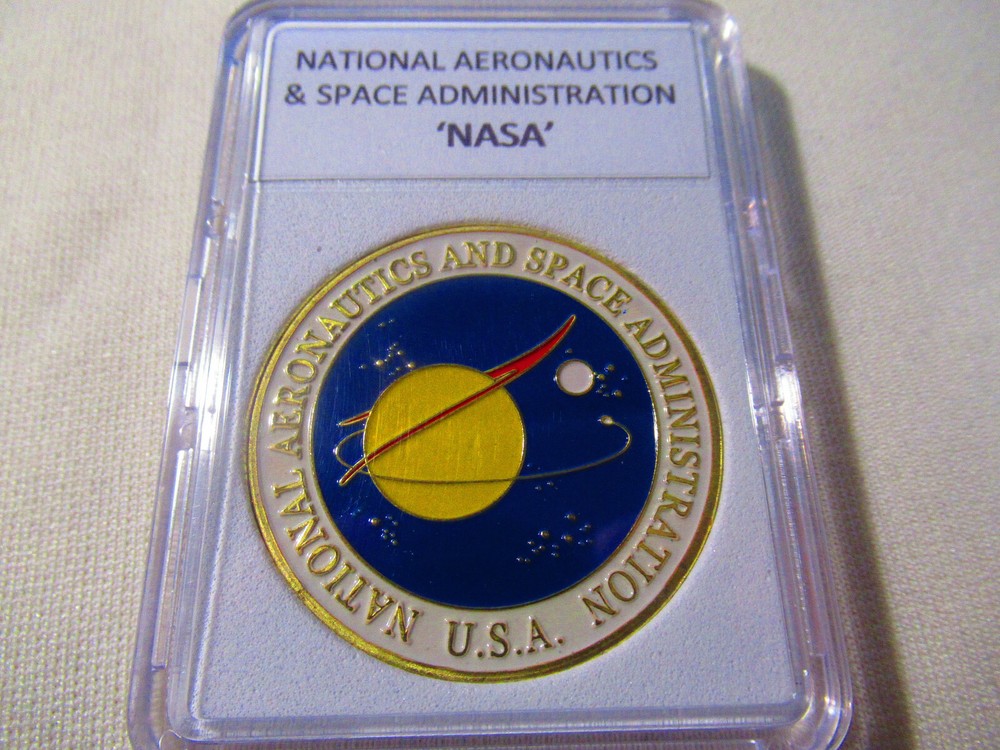 NATIONAL AERONAUTICS
& SPACE ADMINISTRATION
‘NASA’
NATIONAL AERONAUTICS AND SPACE ADMINISTRATION
U.S.A.